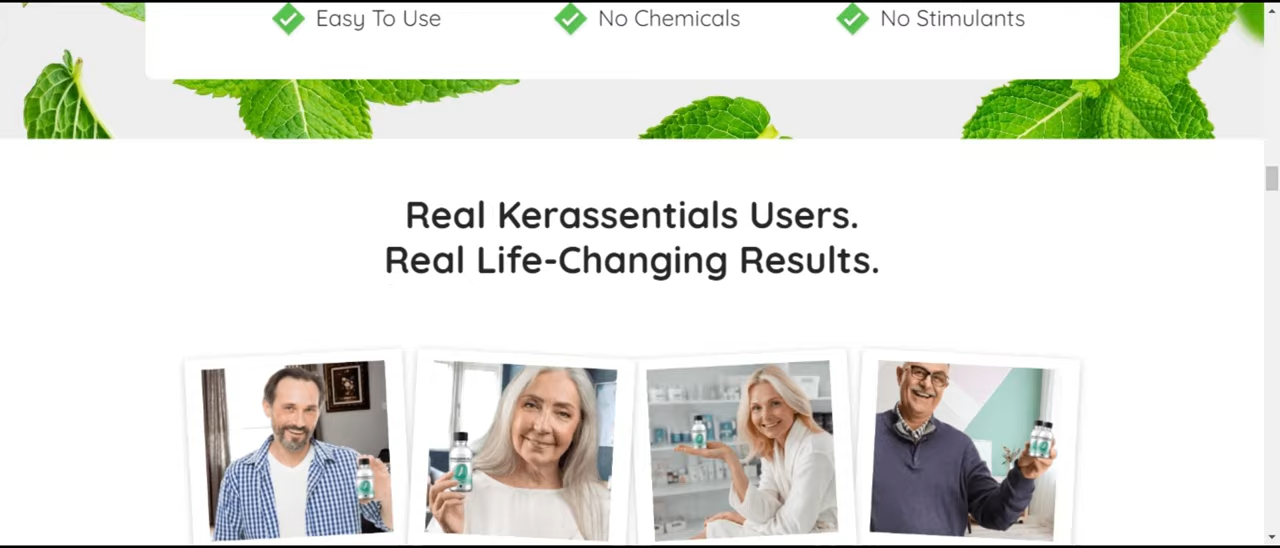 Easy To Use
No Chemicals
No Stimulants
Real Kerassentials Users.
Real Life-Changing Results.